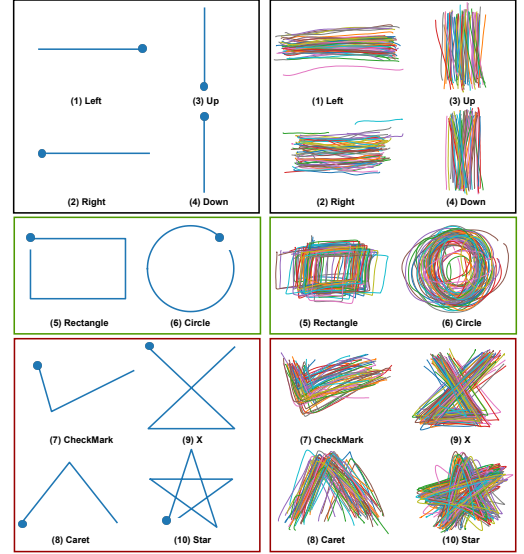 (1) Left
(3) Up
(2) Right
(4) Down
(5) Rectangle
(6) Circle
(7) CheckMark
(9) X
(8) Caret
(10) Star
(1) Left
(3) Up
(2) Right
(4) Down
(5) Rectangle
(6) Circle
(7) CheckMark
(9) X
(8) Caret
(10) Star